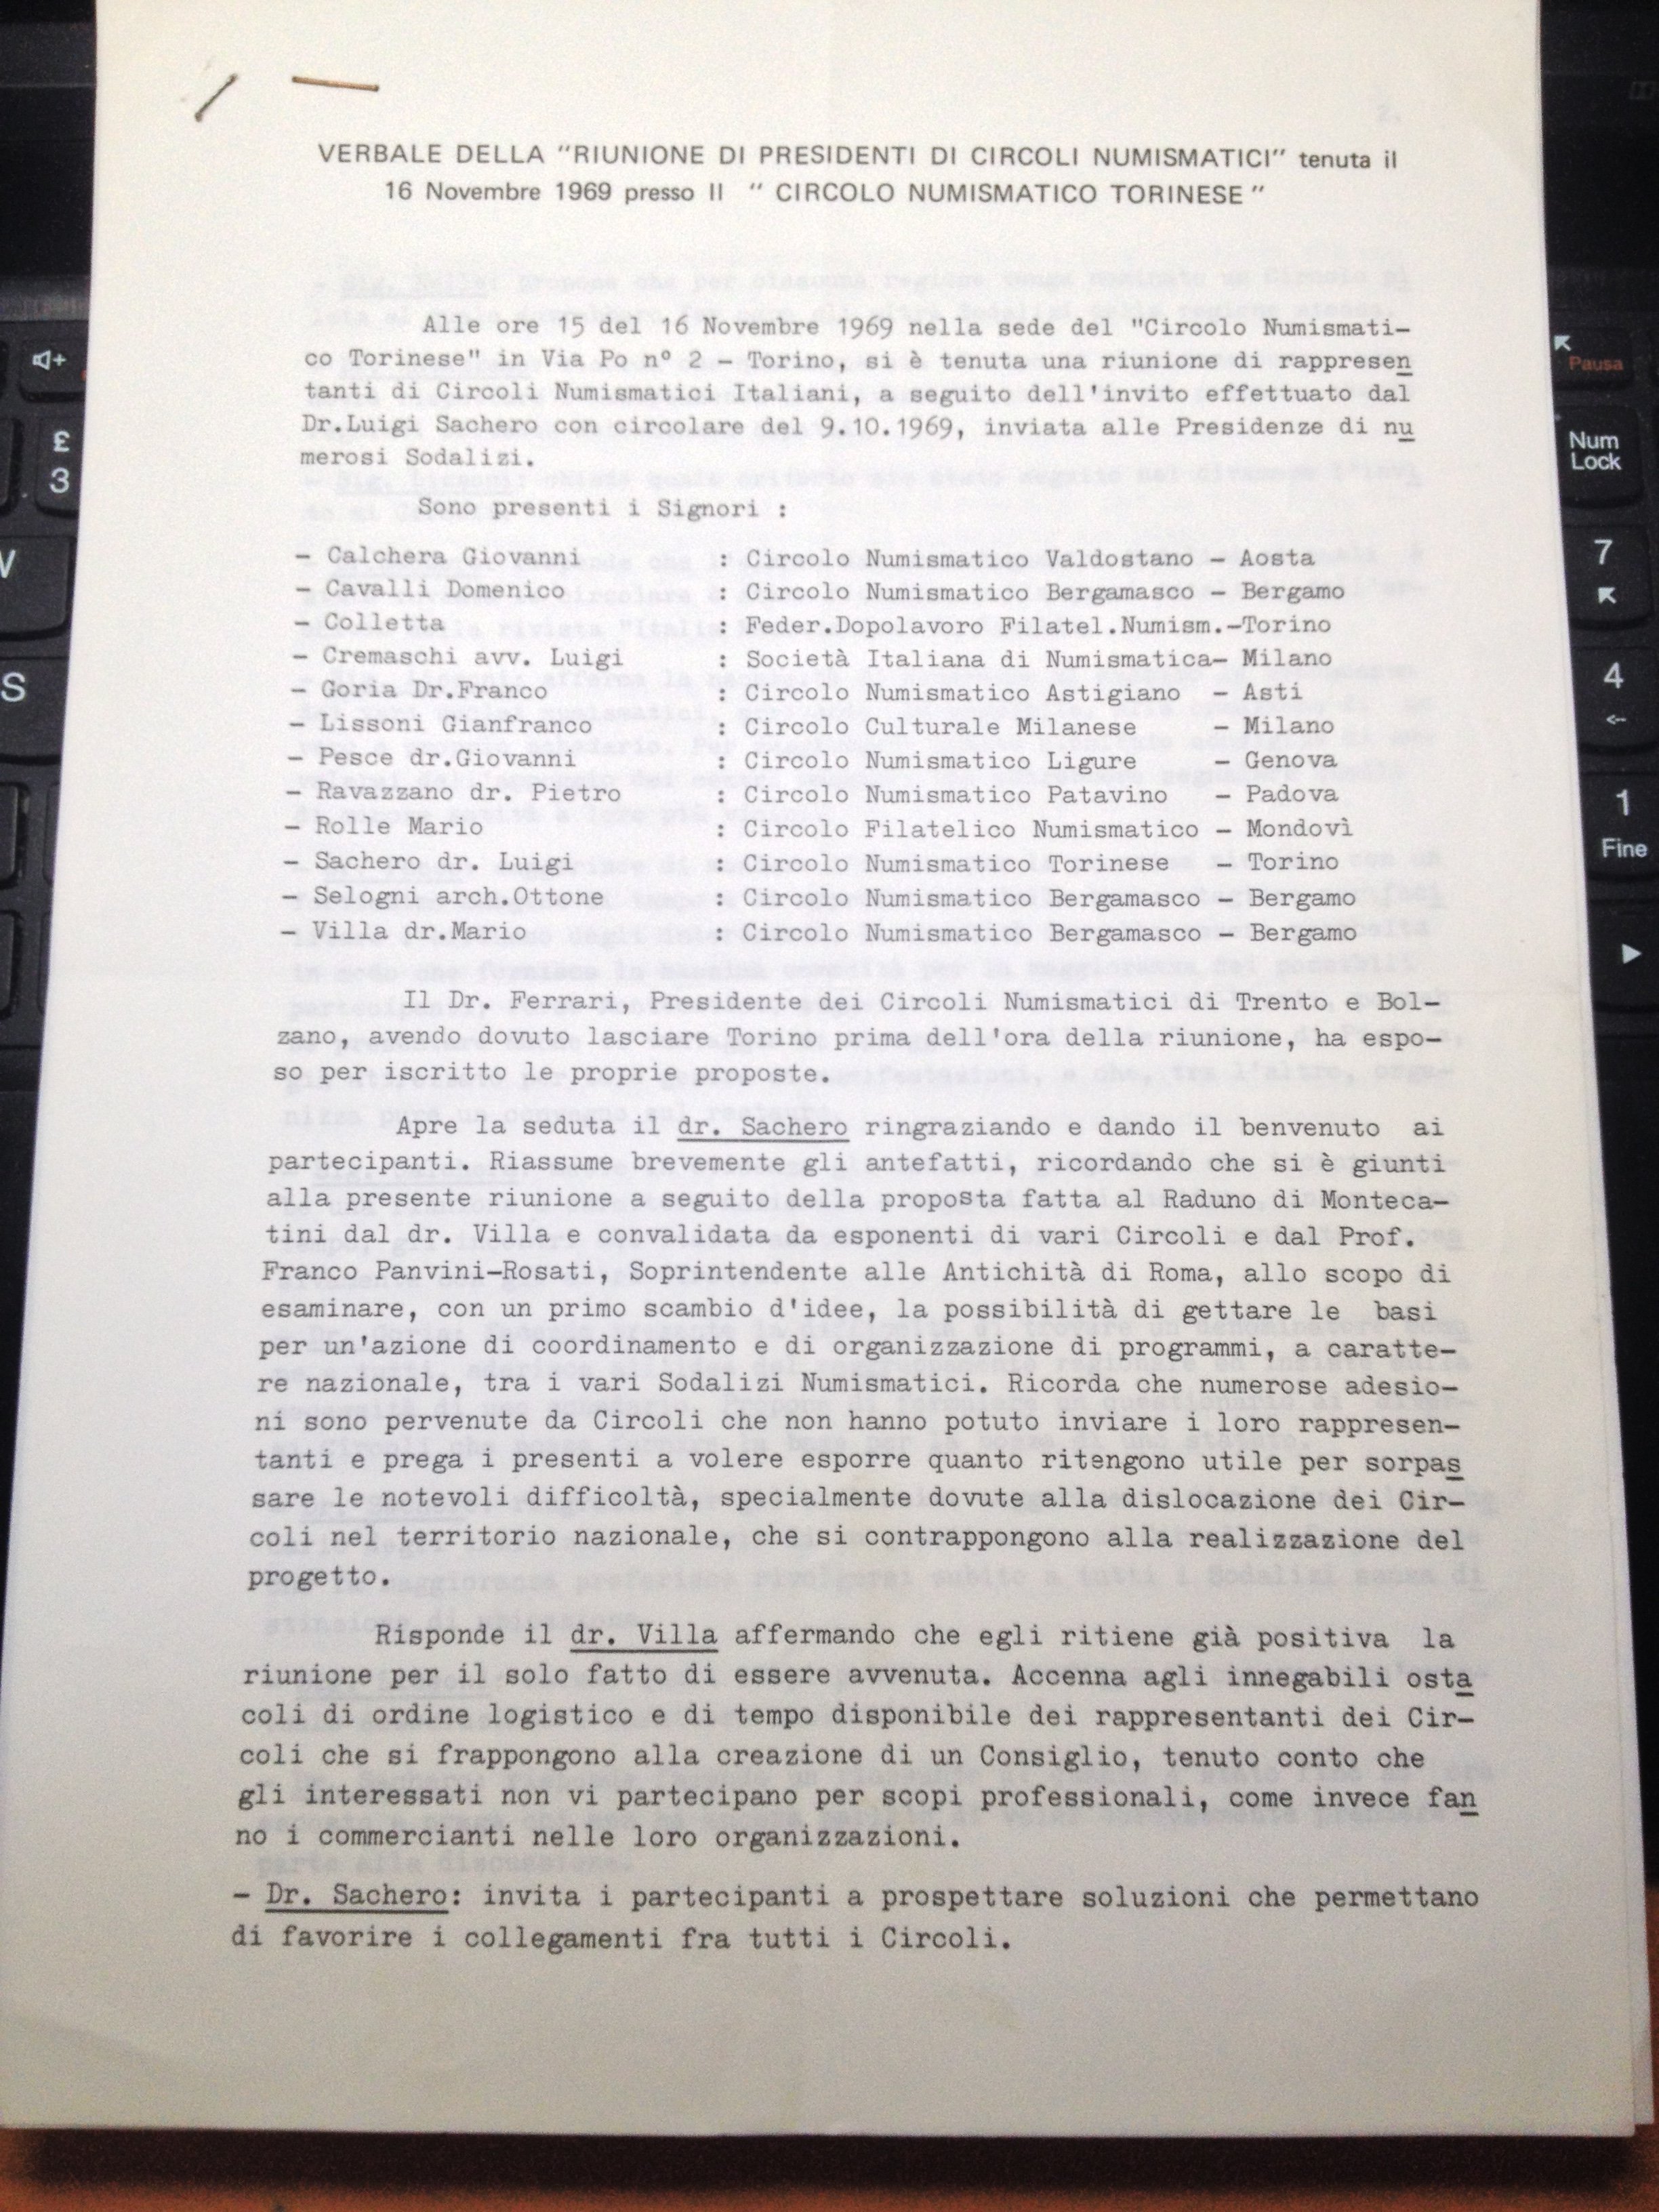 VERBALE DELLA "RIUNIONE DI PRESIDENTI DI CIRCOLI NUMISMATICI" tenuta il
16 Novembre 1969 presso Il " CIRCOLO NUMISMATICO TORINESE "
Alle ore 15 del 16 Novembre 1969 nella sede del "Circolo Numismati-
co Torinese" in Via Po nº 2 - Torino, si è tenuta una riunione di rappresen
tanti di Circoli Numismatici Italiani, a seguito dell'invito effettuato dal
Dr.Luigi Sachero con circolare del 9.10.1969, inviata alle Presidenze di nu
merosi Sodalizi.
Sono presenti i Signori :
- Calchera Giovanni : Circolo Numismatico Valdostano - Aosta
- Cavalli Domenico : Circolo Numismatico Bergamasco - Bergamo
- Colletta : Feder.Dopolavoro Filatel.Numism.-Torino
- Cremaschi avv. Luigi : Società Italiana di Numismatica- Milano
- Goria Dr.Franco : Circolo Numismatico Astigiano - Asti
- Lissoni Gianfranco : Circolo Culturale Milanese - Milano
- Pesce dr.Giovanni : Circolo Numismatico Ligure - Genova
- Ravazzano dr. Pietro : Circolo Numismatico Patavino - Padova
- Rolle Mario : Circolo Filatelico Numismatico - Mondovì
- Sachero dr. Luigi : Circolo Numismatico Torinese - Torino
- Selogni arch.Ottone : Circolo Numismatico Bergamasco - Bergamo
- Villa dr.Mario : Circolo Numismatico Bergamasco - Bergamo
Il Dr. Ferrari, Presidente dei Circoli Numismatici di Trento e Bol-
zano, avendo dovuto lasciare Torino prima dell'ora della riunione, ha espo-
so per iscritto le proprie proposte.
Apre la seduta il dr. Sachero ringraziando e dando il benvenuto ai
partecipanti. Riassume brevemente gli antefatti, ricordando che si è giunti
alla presente riunione a seguito della proposta fatta al Raduno di Monteca-
tini dal dr. Villa e convalidata da esponenti di vari Circoli e dal Prof.
Franco Panvini-Rosati, Soprintendente alle Antichità di Roma, allo scopo di
esaminare, con un primo scambio d'idee, la possibilità di gettare le basi
per un'azione di coordinamento e di organizzazione di programmi, a caratte-
re nazionale, tra i vari Sodalizi Numismatici. Ricorda che numerose adesio-
ni sono pervenute da Circoli che non hanno potuto inviare i loro rappresen-
tanti e prega i presenti a volere esporre quanto ritengono utile per sorpas
sare le notevoli difficoltà, specialmente dovute alla dislocazione dei Cir-
coli nel territorio nazionale, che si contrappongono alla realizzazione del
progetto.
Risponde il dr. Villa affermando che egli ritiene già positiva la
riunione per il solo fatto di essere avvenuta. Accenna agli innegabili osta
coli di ordine logistico e di tempo disponibile dei rappresentanti dei Cir-
coli che si frappongono alla creazione di un Consiglio, tenuto conto che
gli interessati non vi partecipano per scopi professionali, come invece fan
no i commercianti nelle loro organizzazioni.
- Dr. Sachero: invita i partecipanti a prospettare soluzioni che permettano
di favorire i collegamenti fra tutti i Circoli.
£
3
V
S
Pausa
Num
Lock
7
4
1
Fine